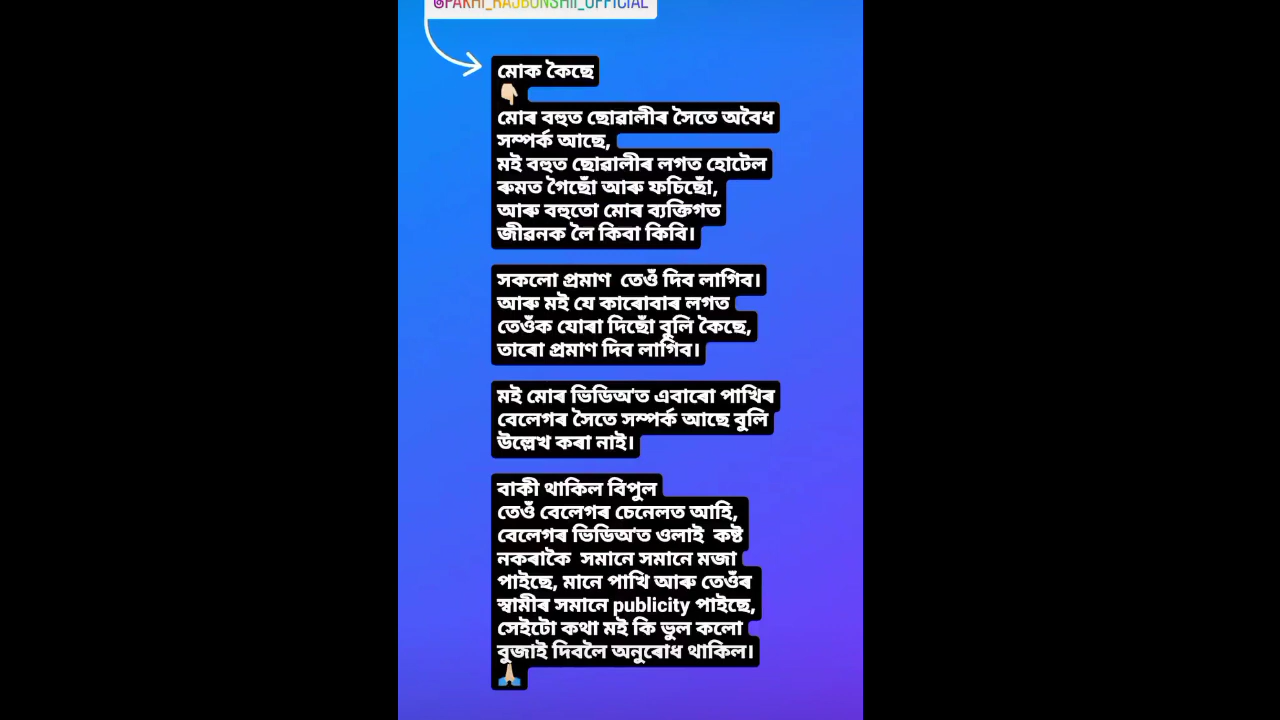 @PAKHI_RAJBONSHII_OFFICIAL
মোক কৈছে
👇🏻
মোৰ বহুত ছোৱালীৰ সৈতে অবৈধ
সম্পৰ্ক আছে,
মই বহুত ছোৱালীৰ লগত হোটেল
ৰুমত গৈছোঁ আৰু ফচিছোঁ,
আৰু বহুতো মোৰ ব্যক্তিগত
জীৱনক লৈ কিবা কিবি।
সকলো প্ৰমাণ  তেওঁ দিব লাগিব।
আৰু মই যে কাৰোবাৰ লগত
তেওঁক যোৰা দিছোঁ বুলি কৈছে,
তাৰো প্ৰমাণ দিব লাগিব।
মই মোৰ ভিডিঅ'ত এবাৰো পাখিৰ
বেলেগৰ সৈতে সম্পৰ্ক আছে বুলি
উল্লেখ কৰা নাই।
বাকী থাকিল বিপুল
তেওঁ বেলেগৰ চেনেলত আহি,
বেলেগৰ ভিডিঅ'ত ওলাই  কষ্ট
নকৰাকৈ  সমানে সমানে মজা
পাইছে, মানে পাখি আৰু তেওঁৰ
স্বামীৰ সমানে publicity পাইছে,
সেইটো কথা মই কি ভুল কলো
বুজাই দিবলৈ অনুৰোধ থাকিল।
🙏🏻